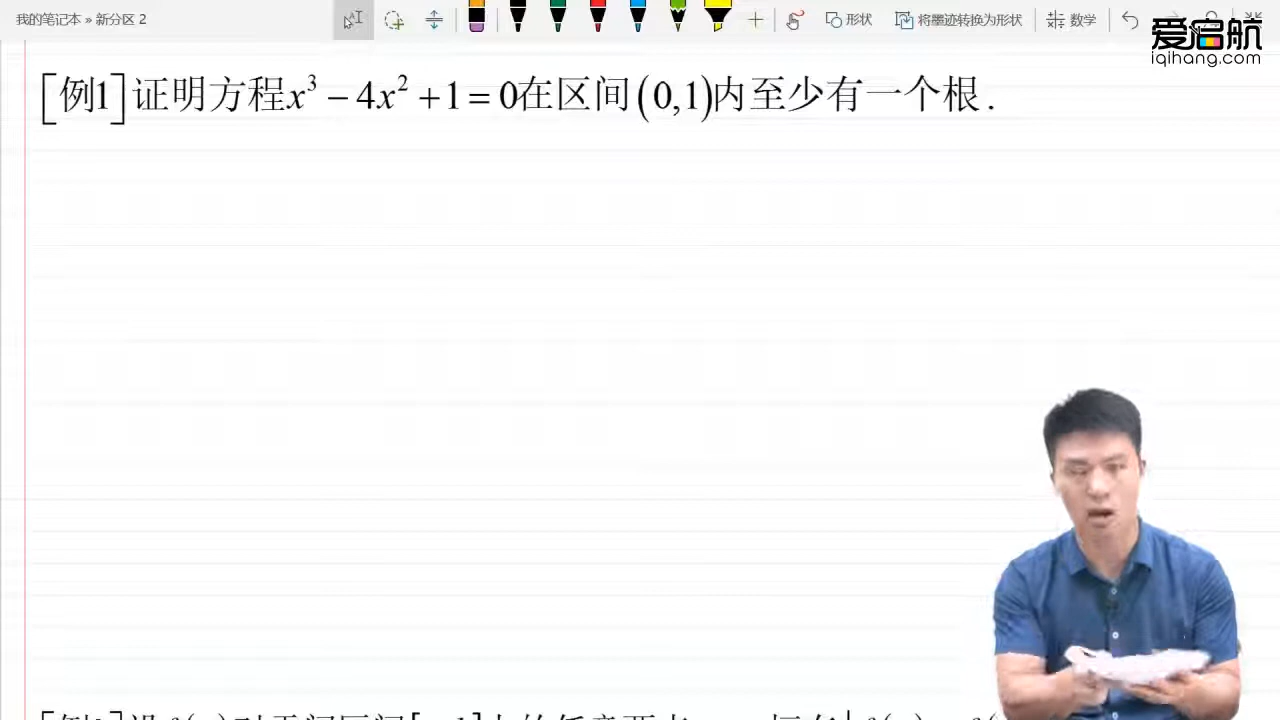 我的笔记本 » 新分区 2
形状 将墨迹转换为形状 数学
爱启航
iqihang.com
[例1]证明方程x³ − 4x² + 1 = 0在区间(0,1)内至少有一个根.